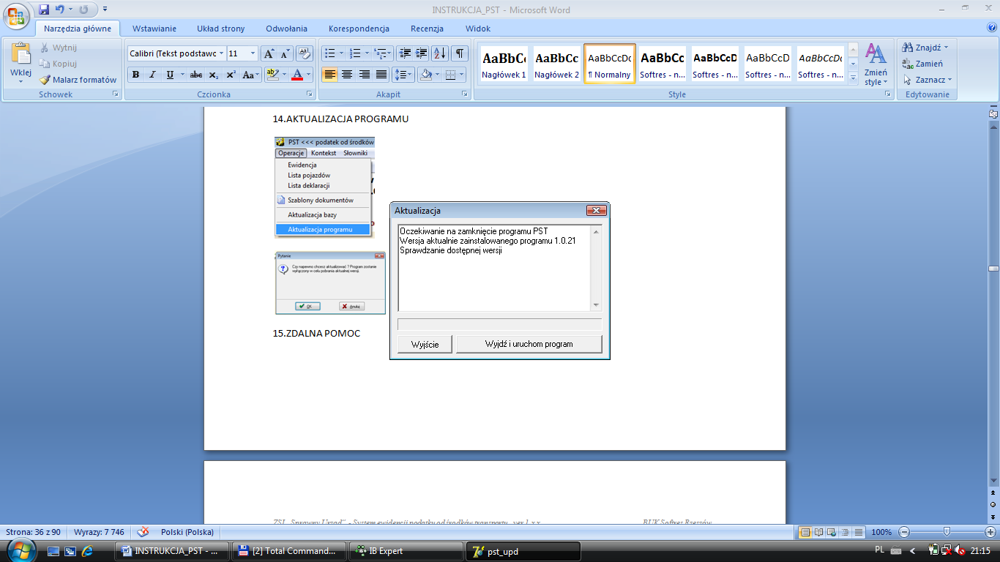 INSTRUKCJA_PST - Microsoft Word
Narzędzia główne Wstawianie Układ strony Odwołania Korespondencja Recenzja Widok
Wklej
Wytnij
Kopiuj
Malarz formatów
Schowek
Calibri (Tekst podstawo 11
B I U abc x₂ x² Aa
Czcionka
Akapit
AaBbCc AaBbCc AaBbCcDc AaBbCc AaBbCcD AaBbCcD AaBbCcDc
Nagłówek 1 Nagłówek 2 ¶ Normalny Softres - n... Softres - n... Softres - n... Softres - n...
Zmień style
Style
Znajdź
Zamień
Zaznacz
Edytowanie
14.AKTUALIZACJA PROGRAMU
PST <<< podatek od środków
Operacje Kontekst Słowniki
Ewidencja
Lista pojazdów
Lista deklaracji
Szablony dokumentów
Aktualizacja bazy
Aktualizacja programu
Pytanie
Czy napewno chcesz aktualizować ? Program zostanie
wyłączony w celu pobrania aktualnej wersji.
OK Anuluj
Aktualizacja
Oczekiwanie na zamknięcie programu PST
Wersja aktualnie zainstalowanego programu 1.0.21
Sprawdzanie dostępnej wersji
Wyjście Wyjdź i uruchom program
15.ZDALNA POMOC
ZSI „Sprawny Urząd" - System ewidencji podatku od środków transportu ver 1.x.x BUK Softres Rzeszów
Strona: 36 z 90 Wyrazy: 7 746 Polski (Polska) 100%
INSTRUKCJA_PST - ... [2] Total Comman... IB Expert pst_upd PL 21:15